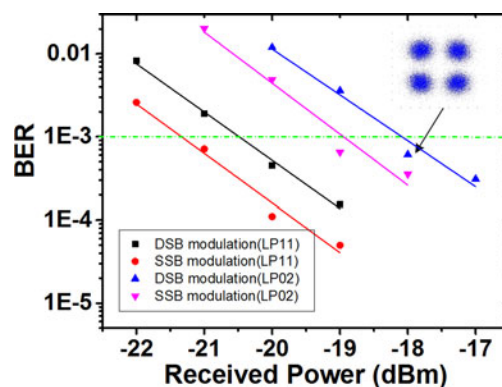 0.01
1E-3
1E-4
1E-5
BER
DSB modulation(LP11)
SSB modulation(LP11)
DSB modulation(LP02)
SSB modulation(LP02)
-22 -21 -20 -19 -18 -17
Received Power (dBm)